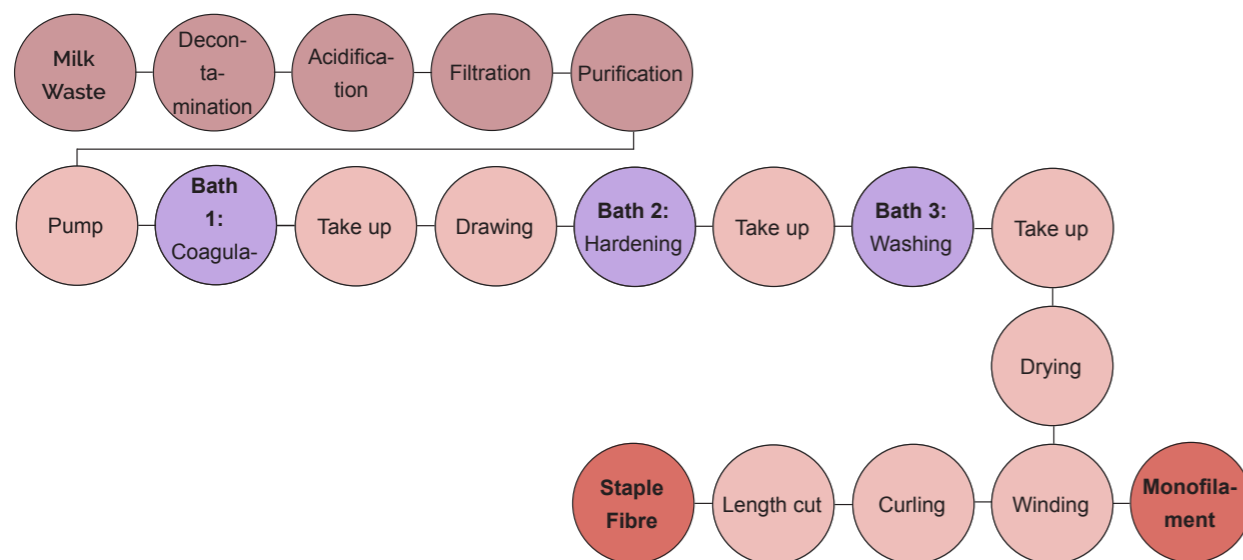 Milk
Waste
Decon-
ta-
mination
Acidifica-
tion
Filtration
Purification
Pump
Bath
1:
Coagula-
Take up
Drawing
Bath 2:
Hardening
Take up
Bath 3:
Washing
Take up
Drying
Staple
Fibre
Length cut
Curling
Winding
Monofila-
ment